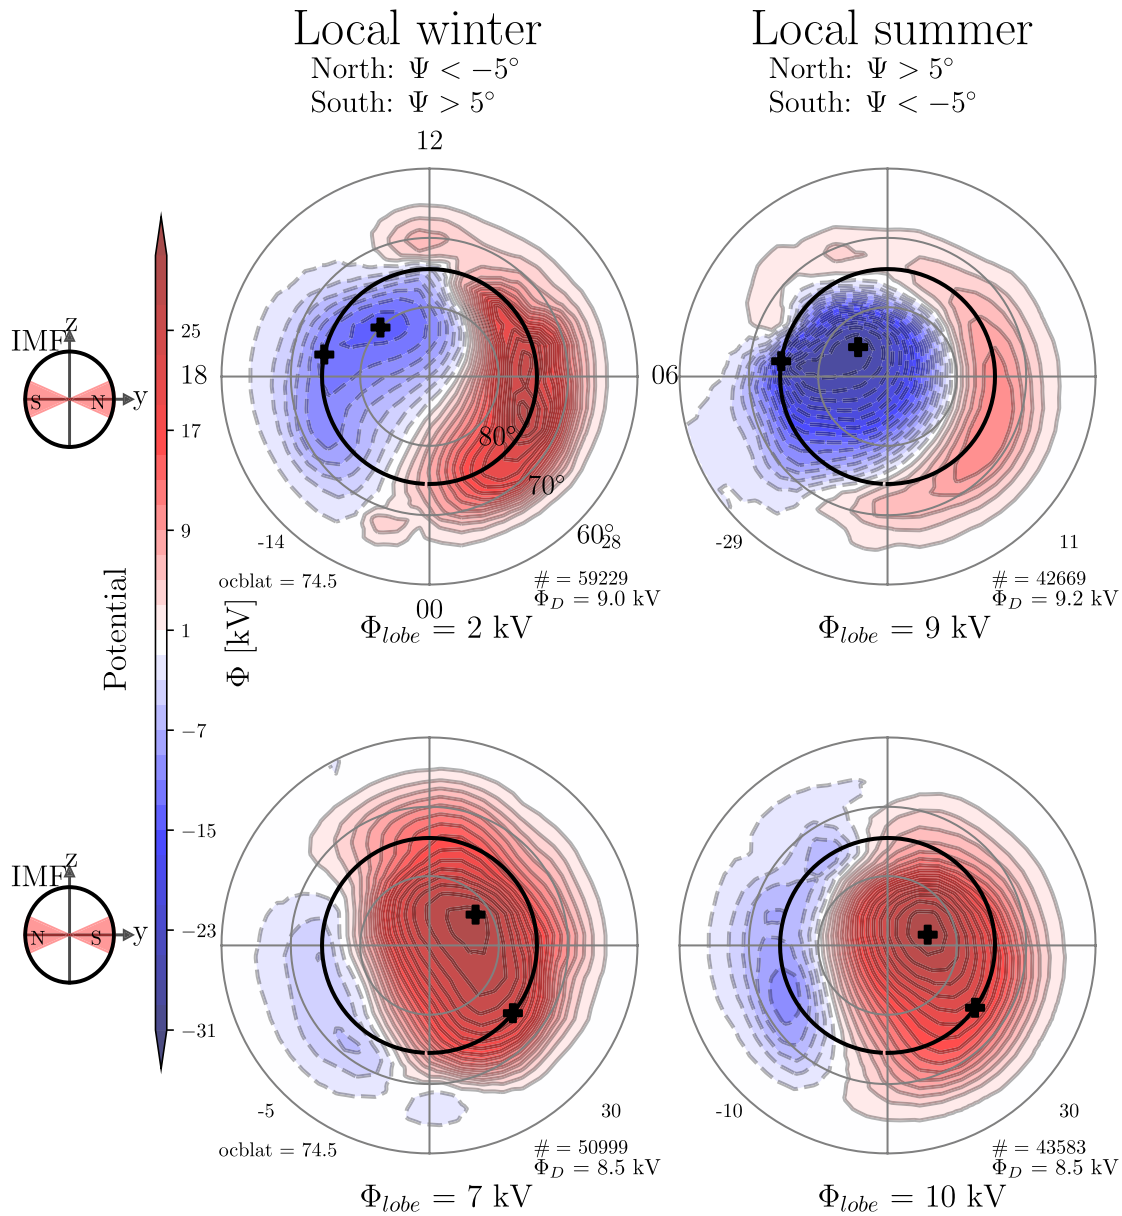 Local winter
North: Ψ < −5°
South: Ψ > 5°
Local summer
North: Ψ > 5°
South: Ψ < −5°
12
18
06
00
80°
70°
60°
-14
28
ocblat = 74.5
# = 59229
Φ_D = 9.0 kV
Φ_lobe = 2 kV
-29
11
# = 42669
Φ_D = 9.2 kV
Φ_lobe = 9 kV
IMF
z
y
S
N
25
17
9
1
−7
−15
−23
−31
Potential
Φ [kV]
IMF
z
y
N
S
-5
30
ocblat = 74.5
# = 50999
Φ_D = 8.5 kV
Φ_lobe = 7 kV
-10
30
# = 43583
Φ_D = 8.5 kV
Φ_lobe = 10 kV